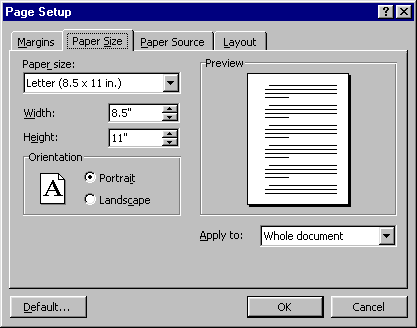 Page Setup
Margins Paper Size Paper Source Layout
Paper size:
Letter (8.5 x 11 in.)
Width: 8.5"
Height: 11"
Orientation
A
Portrait
Landscape
Preview
Apply to: Whole document
Default... OK Cancel